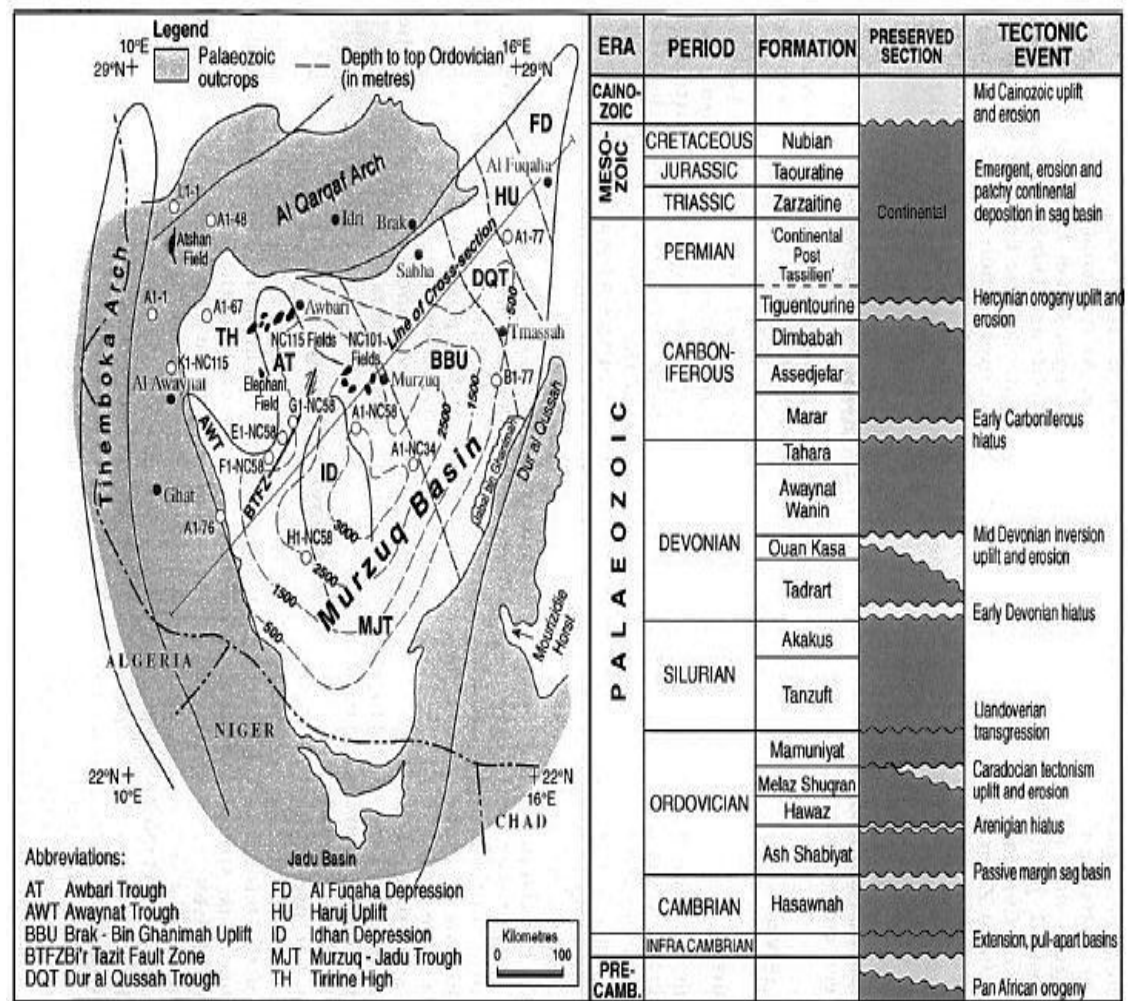 Legend
10°E
29°N
Palaeozoic
outcrops
Depth to top Ordovician
(in metres)
16°E
29°N
FD
Al Fuqaha
HU
L1-1
Al Qarqaf Arch
A1-48
Idri
Brak
Atshan
Field
A1-77
Sabha
DQT
500
Line of Cross-section
Tihemboka Arch
A1-1
A1-67
Awbari
TH
NC115 Fields
NC101
Fields
Tmassah
AT
BBU
K1-NC115
Al Awaynat
Elephant
Field
Murzuq
B1-77
1500
2500
G1-NC58
A1-NC58
AWT
E1-NC58
A1-NC34
F1-NC58
ID
Jabal bin Ghanimah
Dur al Qussah
BTFZ
Ghat
A1-76
3000
H1-NC58
2500
Murzuq Basin
1500
MJT
500
Mourizidie
Horst
ALGERIA
NIGER
22°N
10°E
22°N
16°E
CHAD
Jadu Basin
Abbreviations:
AT Awbari Trough
AWT Awaynat Trough
BBU Brak - Bin Ghanimah Uplift
BTFZBi'r Tazit Fault Zone
DQT Dur al Qussah Trough
FD Al Fuqaha Depression
HU Haruj Uplift
ID Idhan Depression
MJT Murzuq - Jadu Trough
TH Tiririne High
Kilometres
0 100
ERA PERIOD FORMATION PRESERVED SECTION TECTONIC EVENT
CAINO-
ZOIC
Mid Cainozoic uplift
and erosion
MESO-
ZOIC
CRETACEOUS Nubian
JURASSIC Taouratine
TRIASSIC Zarzaitine
Continental
Emergent, erosion and
patchy continental
deposition in sag basin
PALAEOZOIC
PERMIAN
'Continental
Post
Tassilien'
CARBON-
IFEROUS
Tiguentourine
Hercynian orogeny uplift and
erosion
Dimbabah
Assedjefar
Marar
Early Carboniferous
hiatus
DEVONIAN
Tahara
Awaynat
Wanin
Ouan Kasa
Mid Devonian inversion
uplift and erosion
Tadrart
Early Devonian hiatus
SILURIAN
Akakus
Tanzuft
Llandoverian
transgression
ORDOVICIAN
Mamuniyat
Melaz Shuqran
Caradocian tectonism
uplift and erosion
Hawaz
Arenigian hiatus
Ash Shabiyat
Passive margin sag basin
CAMBRIAN
Hasawnah
INFRA CAMBRIAN
Extension, pull-apart basins
PRE-
CAMB.
Pan African orogeny